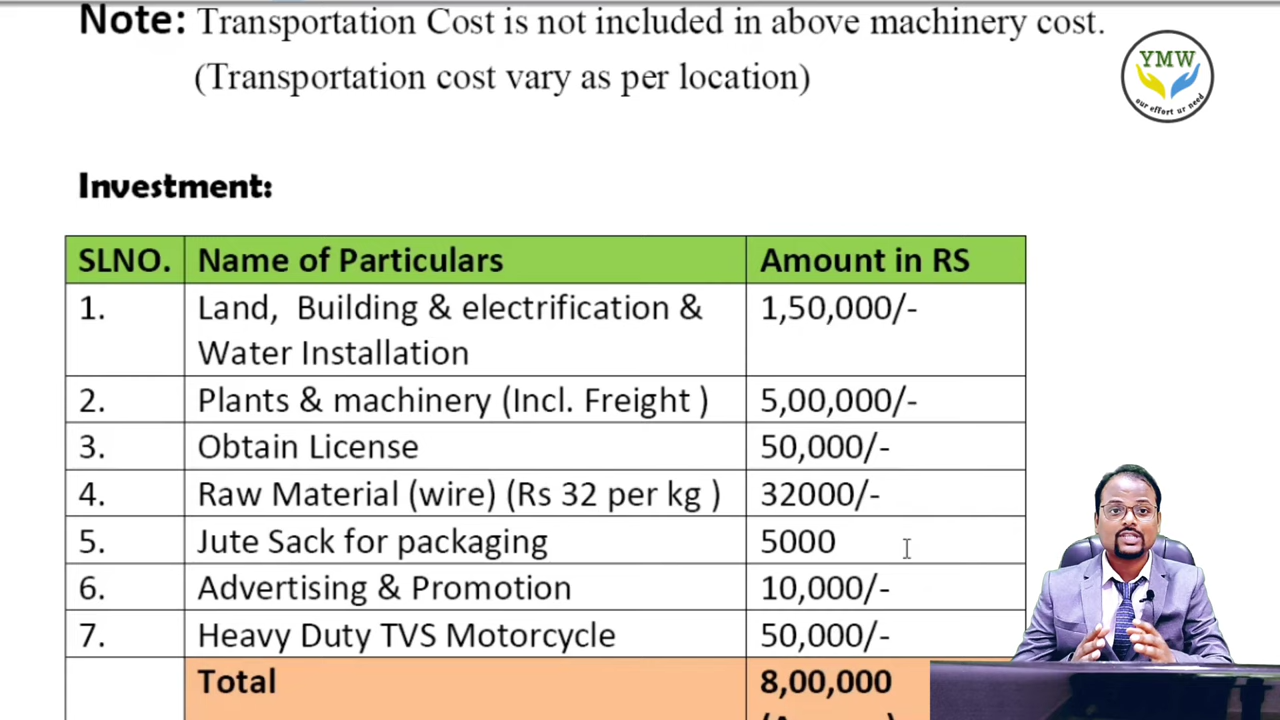 Note: Transportation Cost is not included in above machinery cost.
(Transportation cost vary as per location)
YMW
our effort ur need
Investment:
SLNO. Name of Particulars Amount in RS
1. Land, Building & electrification & 1,50,000/-
Water Installation
2. Plants & machinery (Incl. Freight ) 5,00,000/-
3. Obtain License 50,000/-
4. Raw Material (wire) (Rs 32 per kg ) 32000/-
5. Jute Sack for packaging 5000
6. Advertising & Promotion 10,000/-
7. Heavy Duty TVS Motorcycle 50,000/-
Total 8,00,000